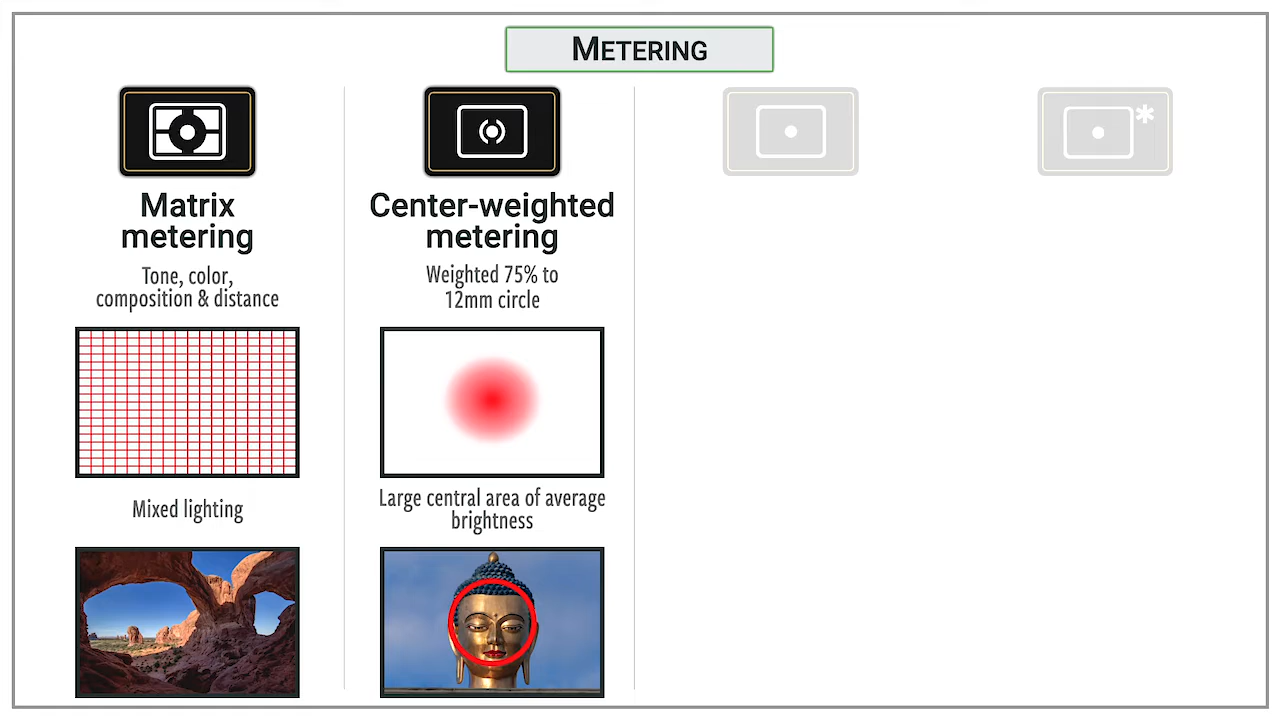 METERING
Matrix
metering
Tone, color,
composition & distance
Mixed lighting
Center-weighted
metering
Weighted 75% to
12mm circle
Large central area of average
brightness